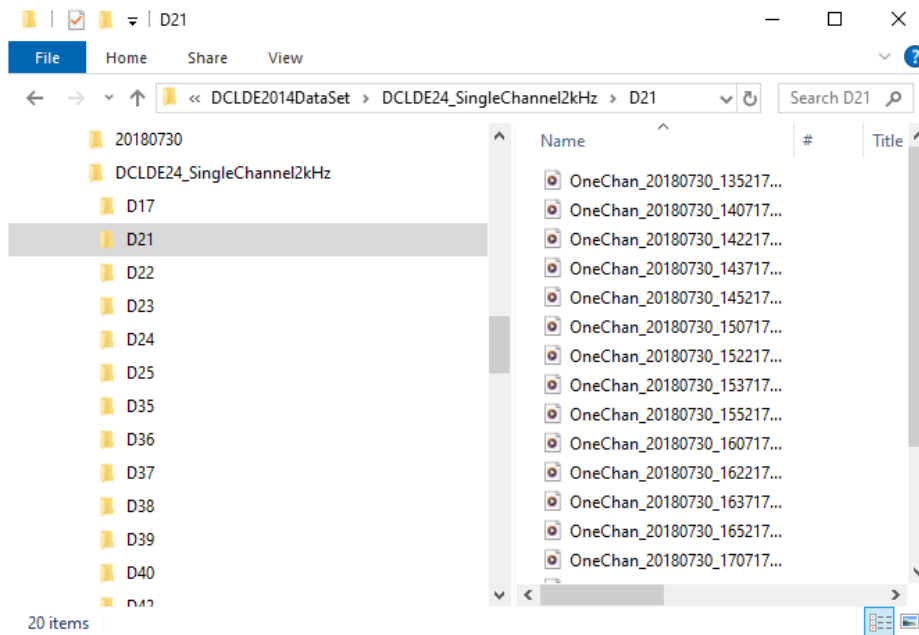 D21
File Home Share View ?
« DCLDE2014DataSet › DCLDE24_SingleChannel2kHz › D21 Search D21
20180730
DCLDE24_SingleChannel2kHz
D17
D21
D22
D23
D24
D25
D35
D36
D37
D38
D39
D40
D42
Name # Title
OneChan_20180730_135217...
OneChan_20180730_140717...
OneChan_20180730_142217...
OneChan_20180730_143717...
OneChan_20180730_145217...
OneChan_20180730_150717...
OneChan_20180730_152217...
OneChan_20180730_153717...
OneChan_20180730_155217...
OneChan_20180730_160717...
OneChan_20180730_162217...
OneChan_20180730_163717...
OneChan_20180730_165217...
OneChan_20180730_170717...
20 items